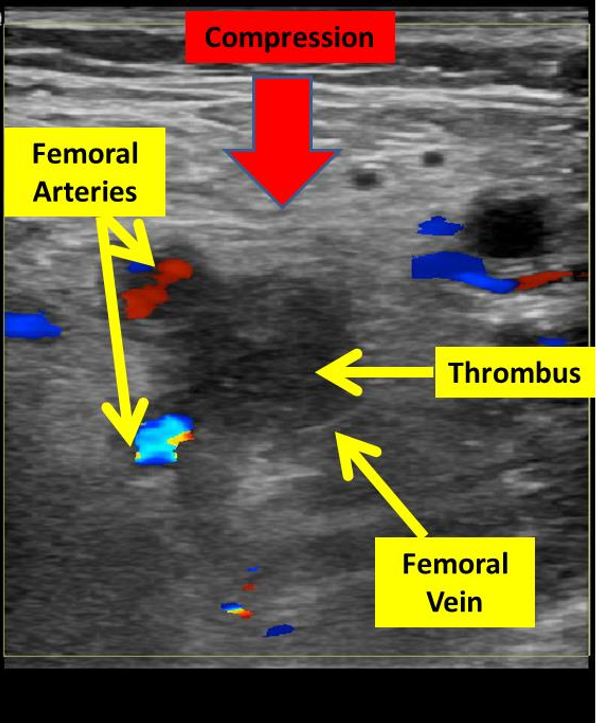 Compression
Femoral
Arteries
Thrombus
Femoral
Vein